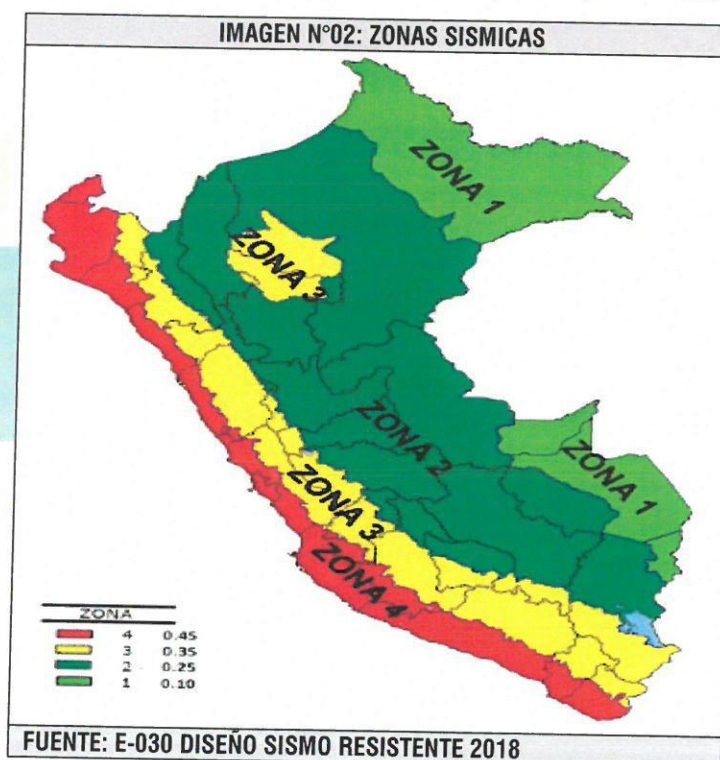 IMAGEN N°02: ZONAS SISMICAS
ZONA 1
ZONA 3
ZONA 2
ZONA 1
ZONA 3
ZONA 4
ZONA
4 0.45
3 0.35
2 0.25
1 0.10
FUENTE: E-030 DISEÑO SISMO RESISTENTE 2018